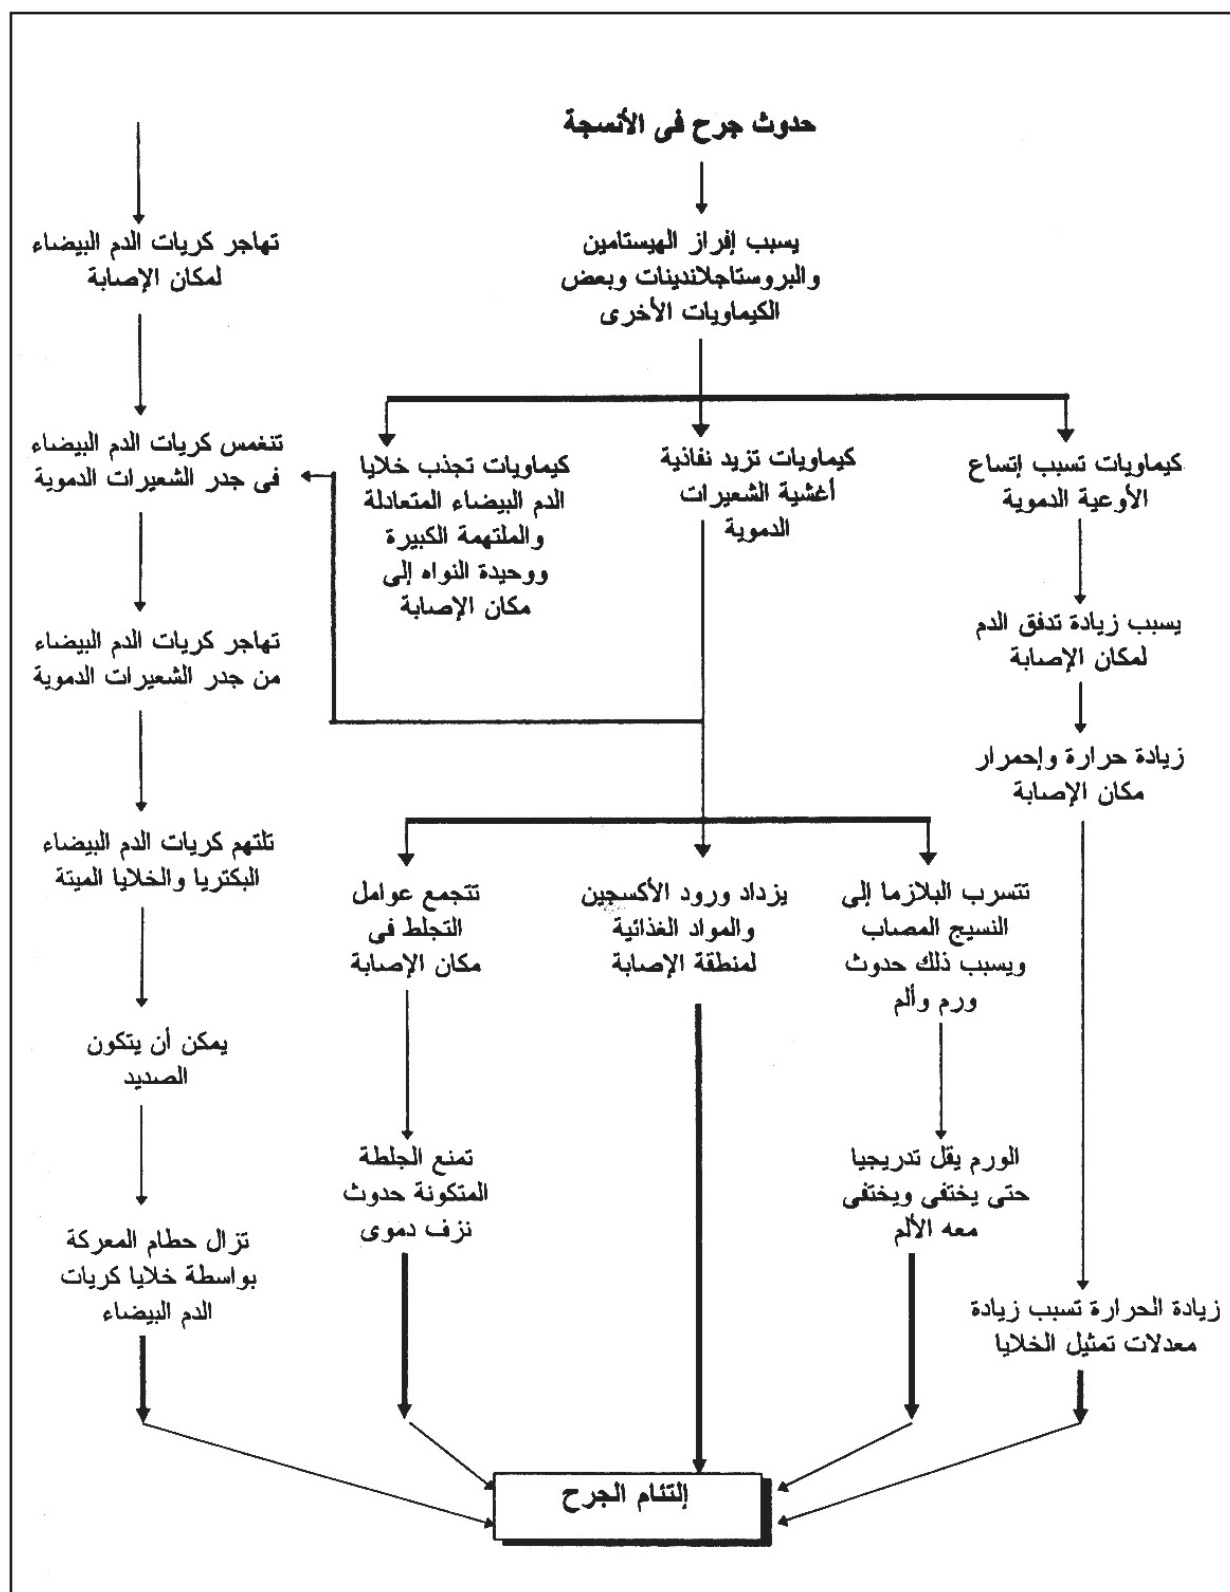 حدوث جرح فى الأنسجة
يسبب إفراز الهيستامين
والبروستاجلاندينات وبعض
الكيماويات الأخرى
كيماويات تسبب إتساع
الأوعية الدموية
يسبب زيادة تدفق الدم
لمكان الإصابة
زيادة حرارة وإحمرار
مكان الإصابة
زيادة الحرارة تسبب زيادة
معدلات تمثيل الخلايا
كيماويات تزيد نفاذية
أغشية الشعيرات
الدموية
تتسرب البلازما إلى
النسيج المصاب
ويسبب ذلك حدوث
ورم وألم
الورم يقل تدريجيا
حتى يختفى ويختفى
معه الألم
يزداد ورود الأكسجين
والمواد الغذائية
لمنطقة الإصابة
تتجمع عوامل
التجلط فى
مكان الإصابة
تمنع الجلطة
المتكونة حدوث
نزف دموى
كيماويات تجذب خلايا
الدم البيضاء المتعادلة
والملتهمة الكبيرة
ووحيدة النواه إلى
مكان الإصابة
تهاجر كريات الدم البيضاء
لمكان الإصابة
تنغمس كريات الدم البيضاء
فى جدر الشعيرات الدموية
تهاجر كريات الدم البيضاء
من جدر الشعيرات الدموية
تلتهم كريات الدم البيضاء
البكتريا والخلايا الميتة
يمكن أن يتكون
الصديد
تزال حطام المعركة
بواسطة خلايا كريات
الدم البيضاء
إلتئام الجرح